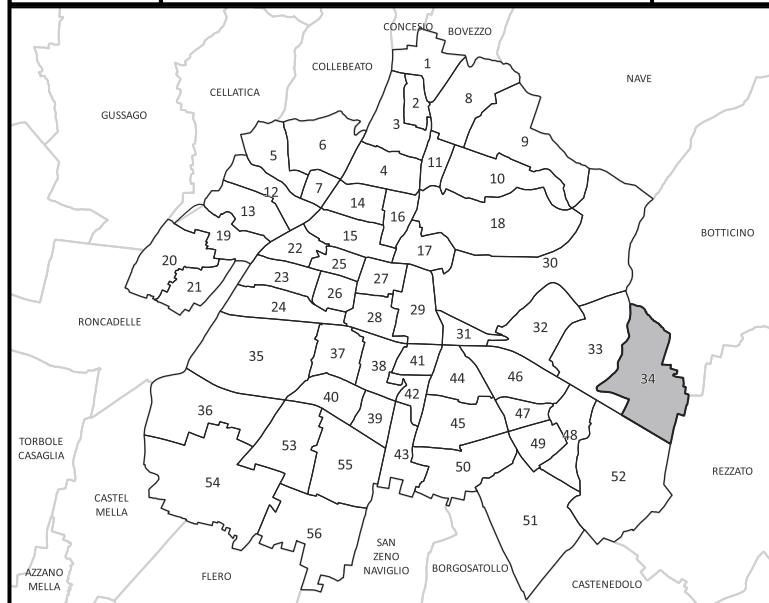 CONCESIO
BOVEZZO
1
COLLEBEATO
NAVE
CELLATICA
8
2
GUSSAGO
3
9
6
5
11
4
10
7
12
14
13
16
18
BOTTICINO
19
15
22
17
20
25
30
23
27
21
26
24
29
28
RONCADELLE
32
31
33
37
35
41
38
46
44
34
42
40
36
47
39
45
48
TORBOLE
CASAGLIA
53
49
43
55
50
REZZATO
52
54
CASTEL
MELLA
51
56
SAN
ZENO
NAVIGLIO
BORGOSATOLLO
AZZANO
MELLA
FLERO
CASTENEDOLO